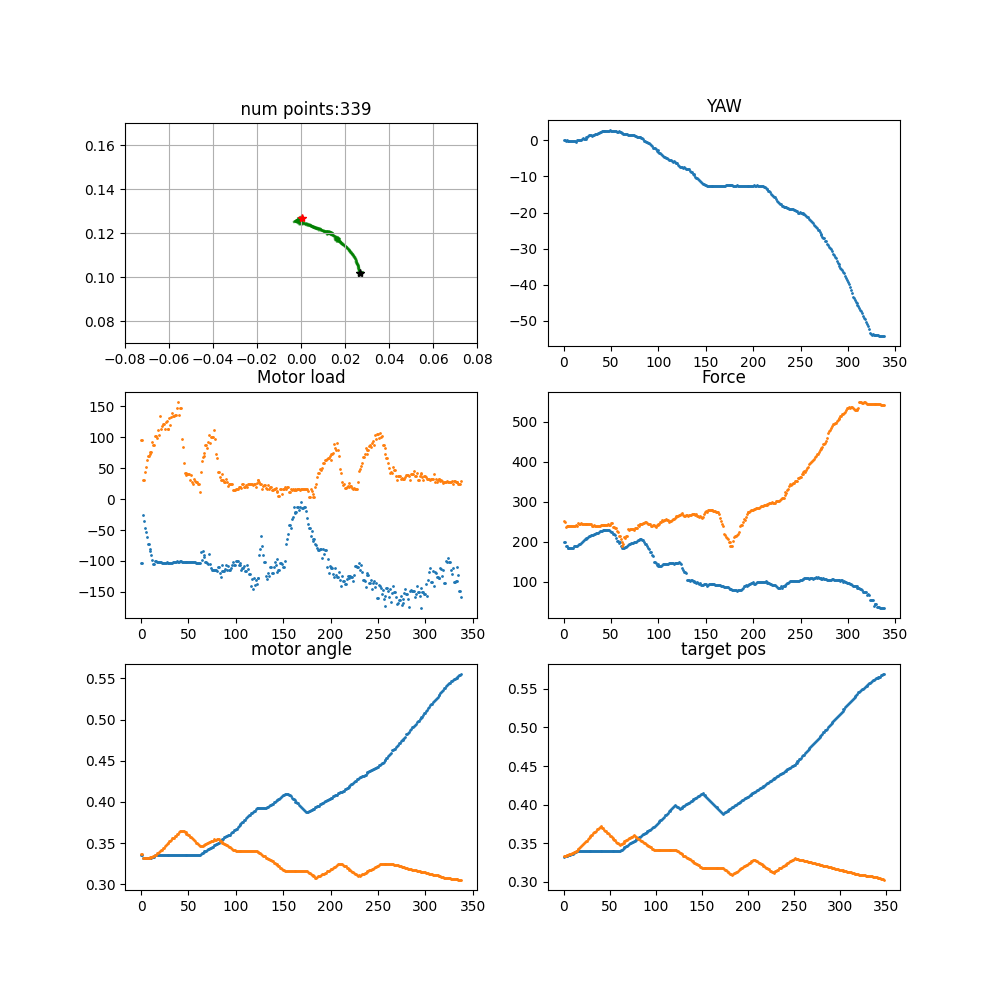 num points:339
YAW
0.16
0.14
0.12
0.10
0.08
−0.08 −0.06 −0.04 −0.02 0.00 0.02 0.04 0.06 0.08
0
−10
−20
−30
−40
−50
0 50 100 150 200 250 300 350
Motor load
Force
150
100
50
0
−50
−100
−150
0 50 100 150 200 250 300 350
500
400
300
200
100
0 50 100 150 200 250 300 350
motor angle
target pos
0.55
0.50
0.45
0.40
0.35
0.30
0 50 100 150 200 250 300 350
0.55
0.50
0.45
0.40
0.35
0.30
0 50 100 150 200 250 300 350